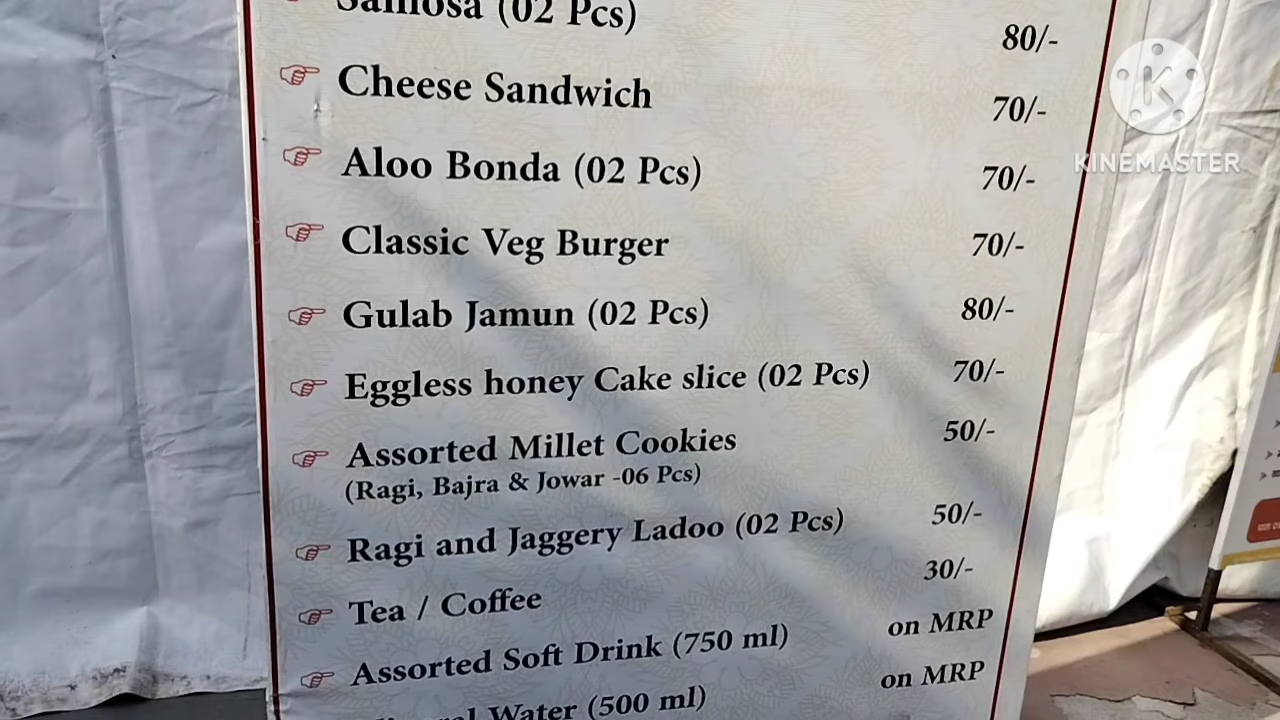 Samosa (02 Pcs) 80/-
Cheese Sandwich 70/-
KINEMASTER
Aloo Bonda (02 Pcs) 70/-
Classic Veg Burger 70/-
Gulab Jamun (02 Pcs) 80/-
Eggless honey Cake slice (02 Pcs) 70/-
Assorted Millet Cookies 50/-
(Ragi, Bajra & Jowar -06 Pcs)
Ragi and Jaggery Ladoo (02 Pcs) 50/-
Tea / Coffee 30/-
Assorted Soft Drink (750 ml) on MRP
Water (500 ml) on MRP